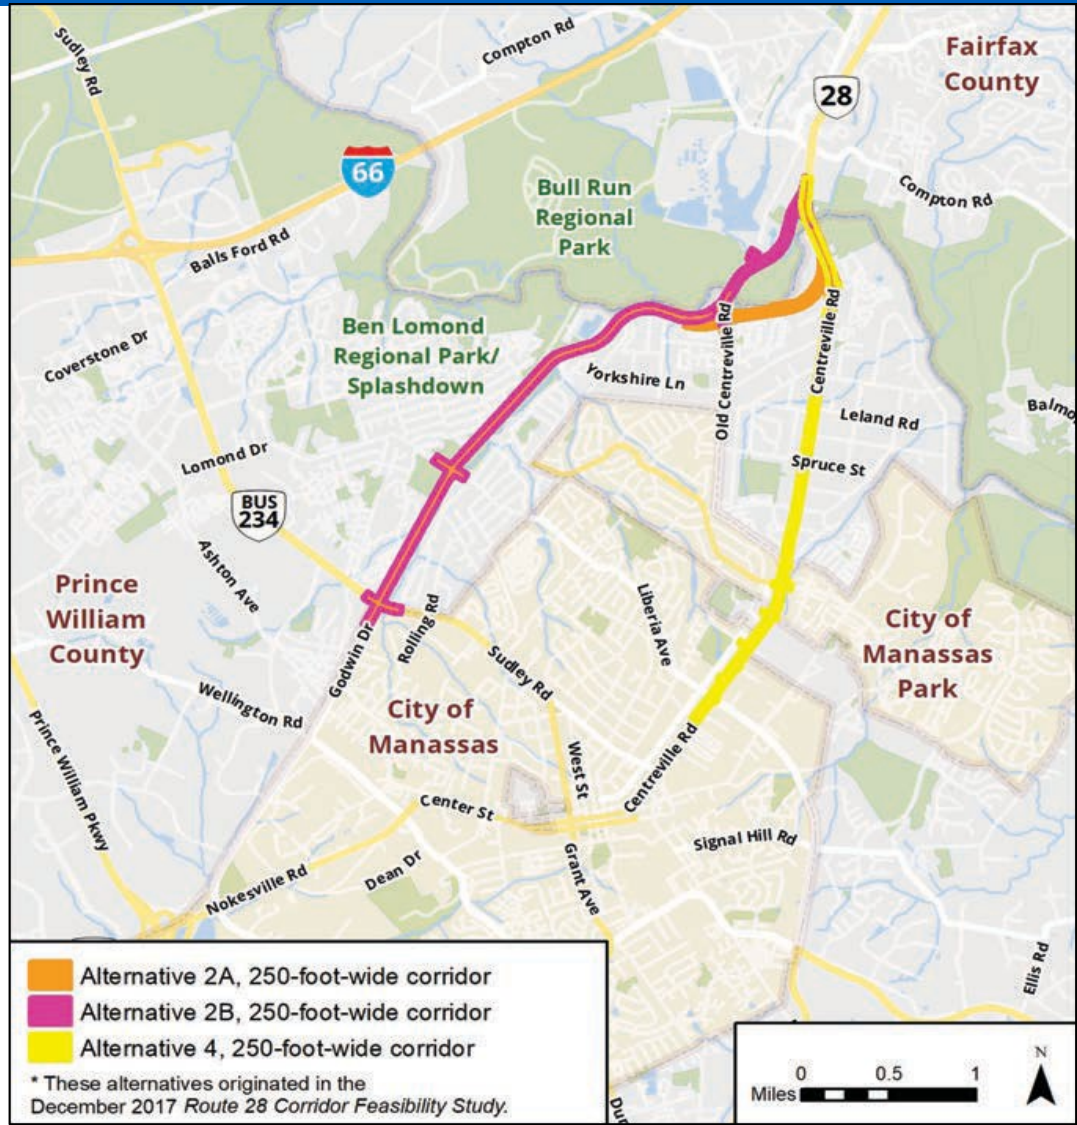 Sudley Rd
Compton Rd
Fairfax
County
28
66
Bull Run
Regional
Park
Compton Rd
Balls Ford Rd
Ben Lomond
Regional Park/
Splashdown
Coverstone Dr
Yorkshire Ln
Old Centreville Rd
Centreville Rd
Leland Rd
Lomond Dr
Spruce St
BUS
234
Ashton Ave
Prince
William
County
Godwin Dr
Rolling Rd
Liberia Ave
City of
Manassas
Park
Sudley Rd
Wellington Rd
City of
Manassas
Prince William Pkwy
West St
Centreville Rd
Center St
Signal Hill Rd
Dean Dr
Grant Ave
Nokesville Rd
Ellis Rd
Alternative 2A, 250-foot-wide corridor
Alternative 2B, 250-foot-wide corridor
Alternative 4, 250-foot-wide corridor
* These alternatives originated in the
December 2017 Route 28 Corridor Feasibility Study.
0 0.5 1
Miles
N